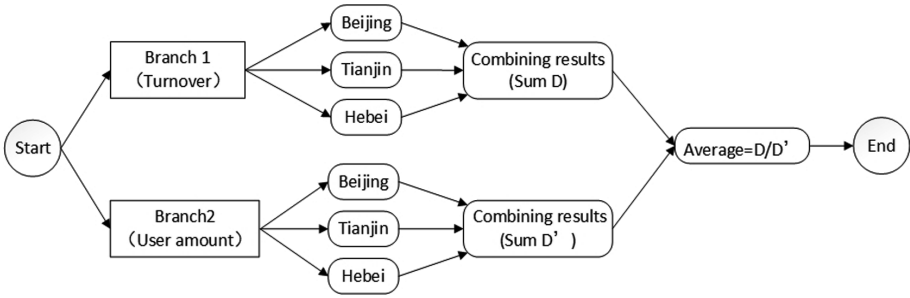 Start
Branch 1
（Turnover）
Beijing
Tianjin
Hebei
Combining results
(Sum D)
Branch2
（User amount）
Beijing
Tianjin
Hebei
Combining results
(Sum D’)
Average=D/D’
End